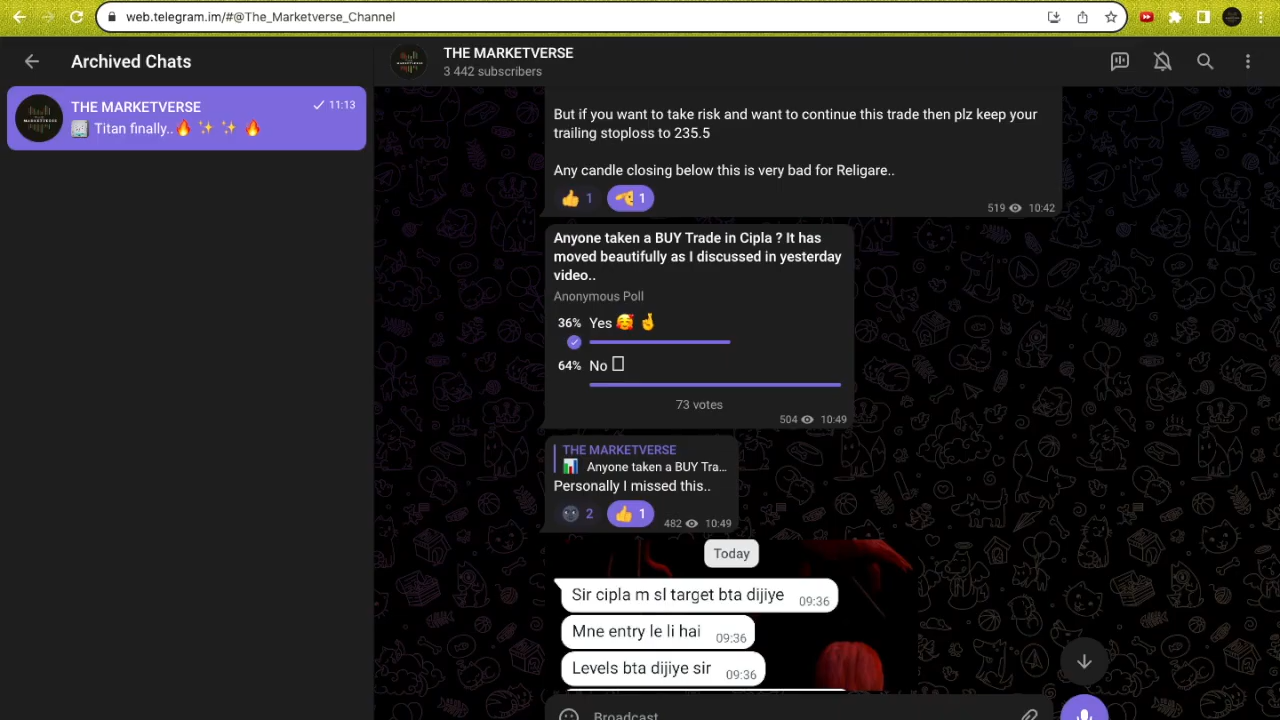 web.telegram.im/#@The_Marketverse_Channel
Archived Chats
THE MARKETVERSE
11:13
Titan finally..🔥 ✨ ✨ 🔥
THE MARKETVERSE
3 442 subscribers
But if you want to take risk and want to continue this trade then plz keep your
trailing stoploss to 235.5
Any candle closing below this is very bad for Religare..
👍 1
🫳 1
519 10:42
Anyone taken a BUY Trade in Cipla ? It has
moved beautifully as I discussed in yesterday
video..
Anonymous Poll
36% Yes 🥰 🤞
64% No
73 votes
504 10:49
THE MARKETVERSE
📊 Anyone taken a BUY Tra...
Personally I missed this..
2
👍 1
482 10:49
Today
Sir cipla m sl target bta dijiye 09:36
Mne entry le li hai 09:36
Levels bta dijiye sir 09:36
Broadcast